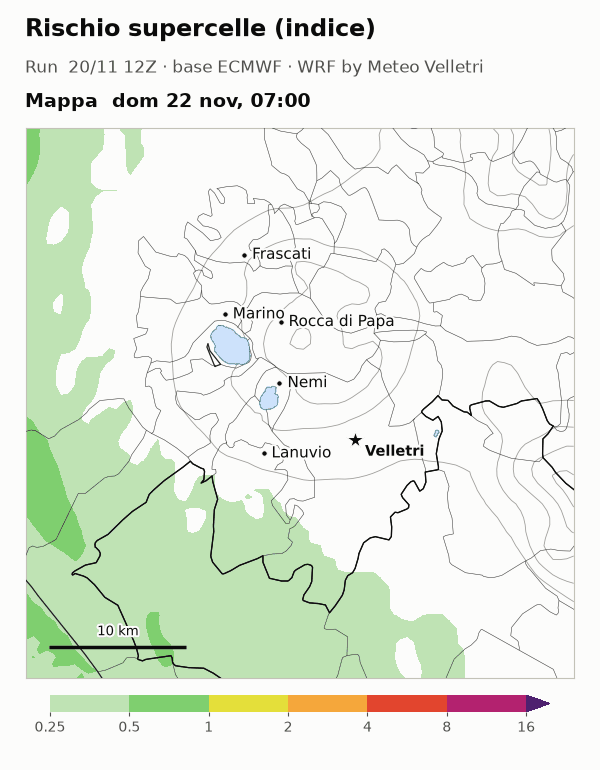 Rischio supercelle (indice)
Run  20/11 12Z · base ECMWF · WRF by Meteo Velletri
Mappa  dom 22 nov, 07:00
Frascati
Marino
Rocca di Papa
Nemi
Velletri
Lanuvio
10 km
0.25 0.5 1 2 4 8 16